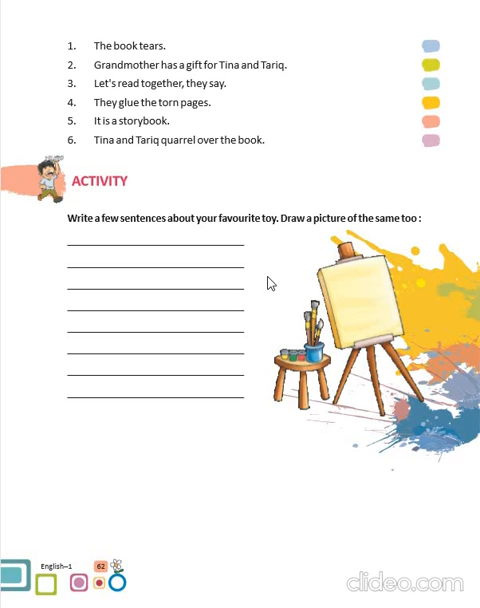 1. The book tears.
2. Grandmother has a gift for Tina and Tariq.
3. Let's read together, they say.
4. They glue the torn pages.
5. It is a storybook.
6. Tina and Tariq quarrel over the book.
ACTIVITY
Write a few sentences about your favourite toy. Draw a picture of the same too :
English–1 62
clideo.com